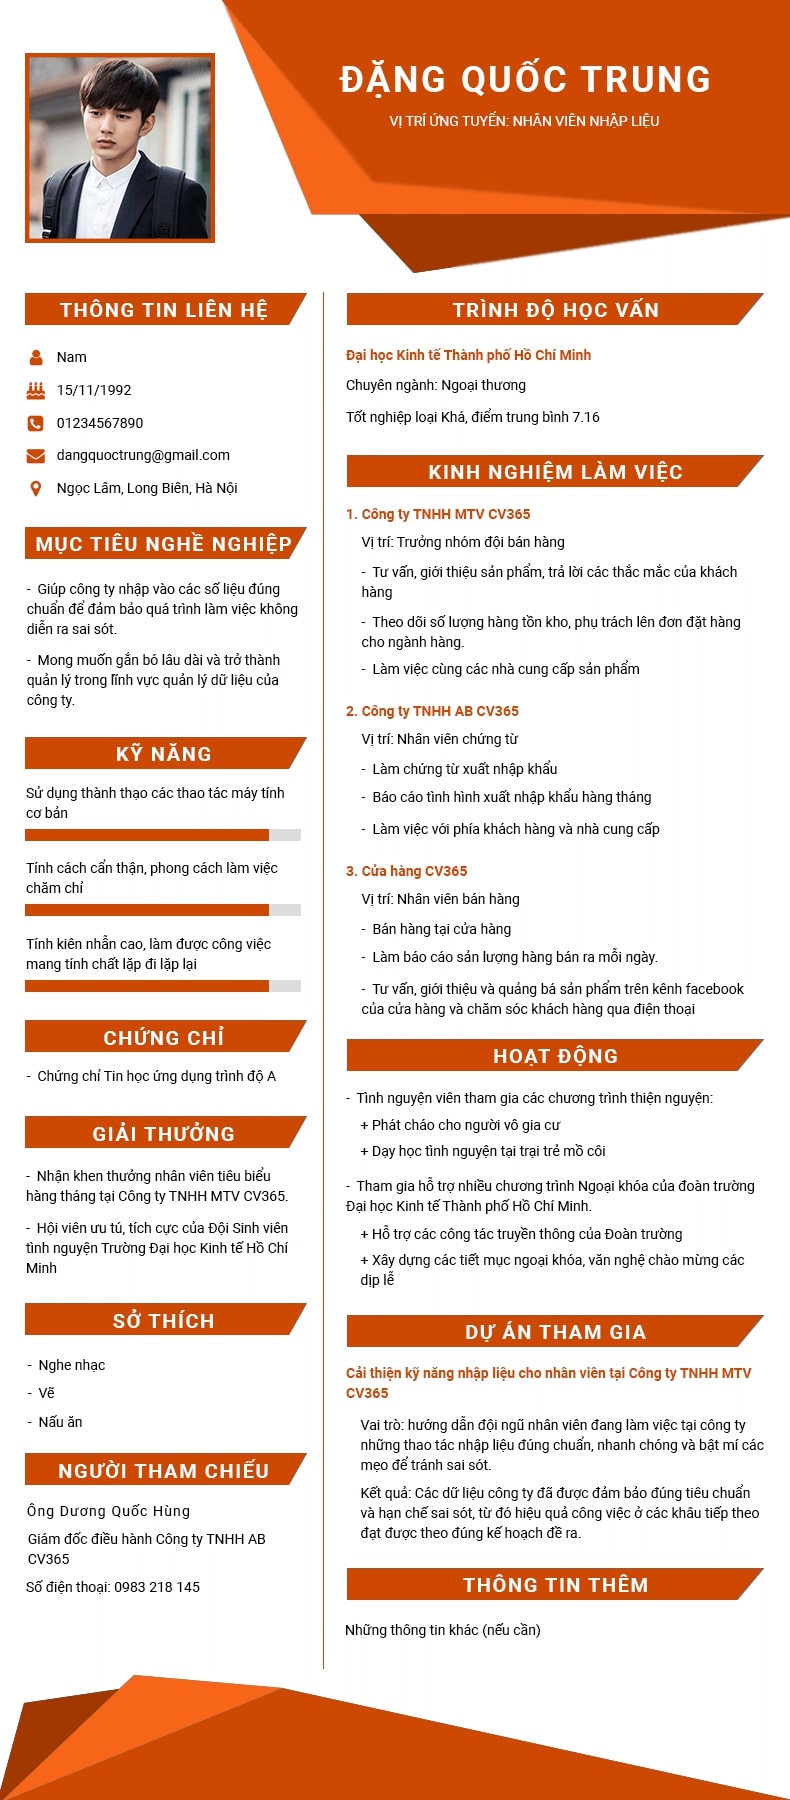 ĐẶNG QUỐC TRUNG
VỊ TRÍ ỨNG TUYỂN: NHÂN VIÊN NHẬP LIỆU
THÔNG TIN LIÊN HỆ
Nam
15/11/1992
01234567890
dangquoctrung@gmail.com
Ngọc Lâm, Long Biên, Hà Nội
MỤC TIÊU NGHỀ NGHIỆP
- Giúp công ty nhập vào các số liệu đúng
chuẩn để đảm bảo quá trình làm việc không
diễn ra sai sót.
- Mong muốn gắn bó lâu dài và trở thành
quản lý trong lĩnh vực quản lý dữ liệu của
công ty.
KỸ NĂNG
Sử dụng thành thạo các thao tác máy tính
cơ bản
Tính cách cẩn thận, phong cách làm việc
chăm chỉ
Tính kiên nhẫn cao, làm được công việc
mang tính chất lặp đi lặp lại
CHỨNG CHỈ
- Chứng chỉ Tin học ứng dụng trình độ A
GIẢI THƯỞNG
- Nhận khen thưởng nhân viên tiêu biểu
hàng tháng tại Công ty TNHH MTV CV365.
- Hội viên ưu tú, tích cực của Đội Sinh viên
tình nguyện Trường Đại học Kinh tế Hồ Chí
Minh
SỞ THÍCH
- Nghe nhạc
- Vẽ
- Nấu ăn
NGƯỜI THAM CHIẾU
Ông Dương Quốc Hùng
Giám đốc điều hành Công ty TNHH AB
CV365
Số điện thoại: 0983 218 145
TRÌNH ĐỘ HỌC VẤN
Đại học Kinh tế Thành phố Hồ Chí Minh
Chuyên ngành: Ngoại thương
Tốt nghiệp loại Khá, điểm trung bình 7.16
KINH NGHIỆM LÀM VIỆC
1. Công ty TNHH MTV CV365
Vị trí: Trưởng nhóm đội bán hàng
- Tư vấn, giới thiệu sản phẩm, trả lời các thắc mắc của khách
hàng
- Theo dõi số lượng hàng tồn kho, phụ trách lên đơn đặt hàng
cho ngành hàng.
- Làm việc cùng các nhà cung cấp sản phẩm
2. Công ty TNHH AB CV365
Vị trí: Nhân viên chứng từ
- Làm chứng từ xuất nhập khẩu
- Báo cáo tình hình xuất nhập khẩu hàng tháng
- Làm việc với phía khách hàng và nhà cung cấp
3. Cửa hàng CV365
Vị trí: Nhân viên bán hàng
- Bán hàng tại cửa hàng
- Làm báo cáo sản lượng hàng bán ra mỗi ngày.
- Tư vấn, giới thiệu và quảng bá sản phẩm trên kênh facebook
của cửa hàng và chăm sóc khách hàng qua điện thoại
HOẠT ĐỘNG
- Tình nguyện viên tham gia các chương trình thiện nguyện:
+ Phát cháo cho người vô gia cư
+ Dạy học tình nguyện tại trại trẻ mồ côi
- Tham gia hỗ trợ nhiều chương trình Ngoại khóa của đoàn trường
Đại học Kinh tế Thành phố Hồ Chí Minh.
+ Hỗ trợ các công tác truyền thông của Đoàn trường
+ Xây dựng các tiết mục ngoại khóa, văn nghệ chào mừng các
dịp lễ
DỰ ÁN THAM GIA
Cải thiện kỹ năng nhập liệu cho nhân viên tại Công ty TNHH MTV
CV365
Vai trò: hướng dẫn đội ngũ nhân viên đang làm việc tại công ty
những thao tác nhập liệu đúng chuẩn, nhanh chóng và bật mí các
mẹo để tránh sai sót.
Kết quả: Các dữ liệu công ty đã được đảm bảo đúng tiêu chuẩn
và hạn chế sai sót, từ đó hiệu quả công việc ở các khâu tiếp theo
đạt được theo đúng kế hoạch đề ra.
THÔNG TIN THÊM
Những thông tin khác (nếu cần)